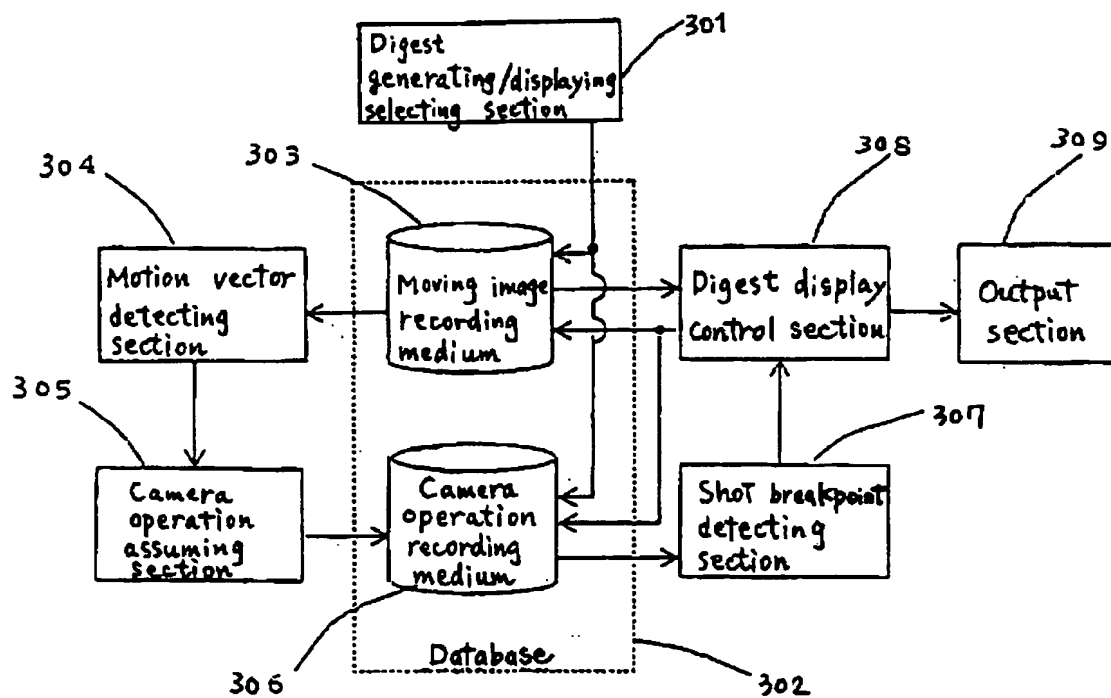 301
Digest
generating/displaying
selecting section
304
303
308
309
Motion vector
detecting
section
Moving image
recording
medium
Digest display
control section
Output
section
305
307
Camera
operation
assuming
section
Camera
operation
recording
medium
Shot breakpoint
detecting
section
Database
306
302